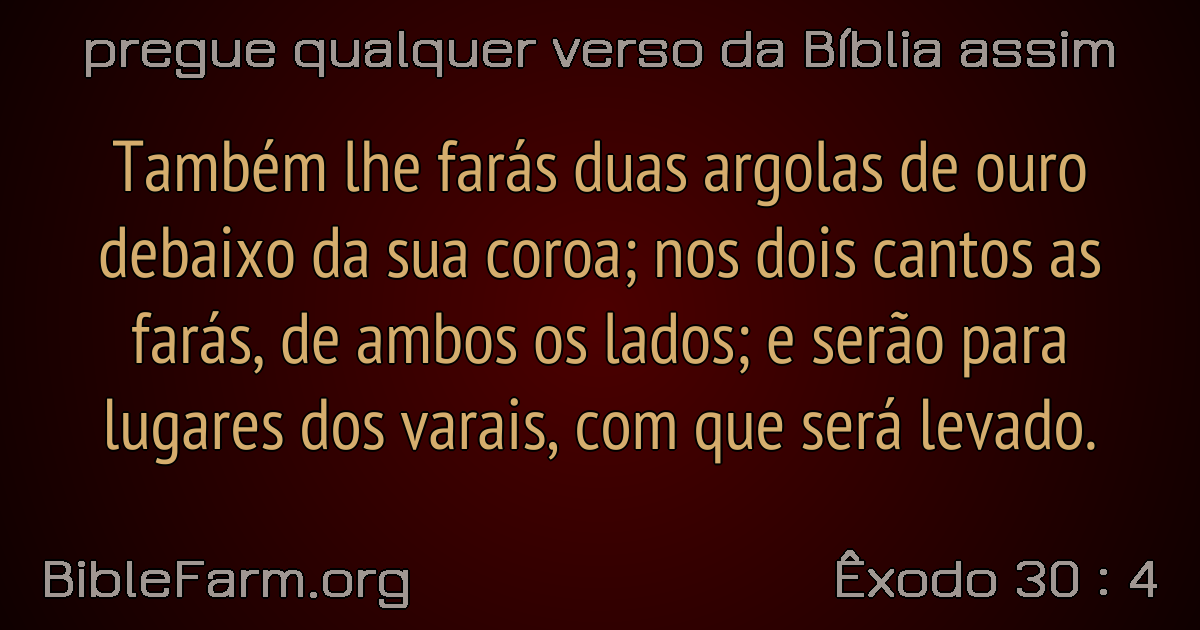 pregue qualquer verso da Bíblia assim
Também lhe farás duas argolas de ouro
debaixo da sua coroa; nos dois cantos as
farás, de ambos os lados; e serão para
lugares dos varais, com que será levado.
BibleFarm.org
Êxodo 30 : 4